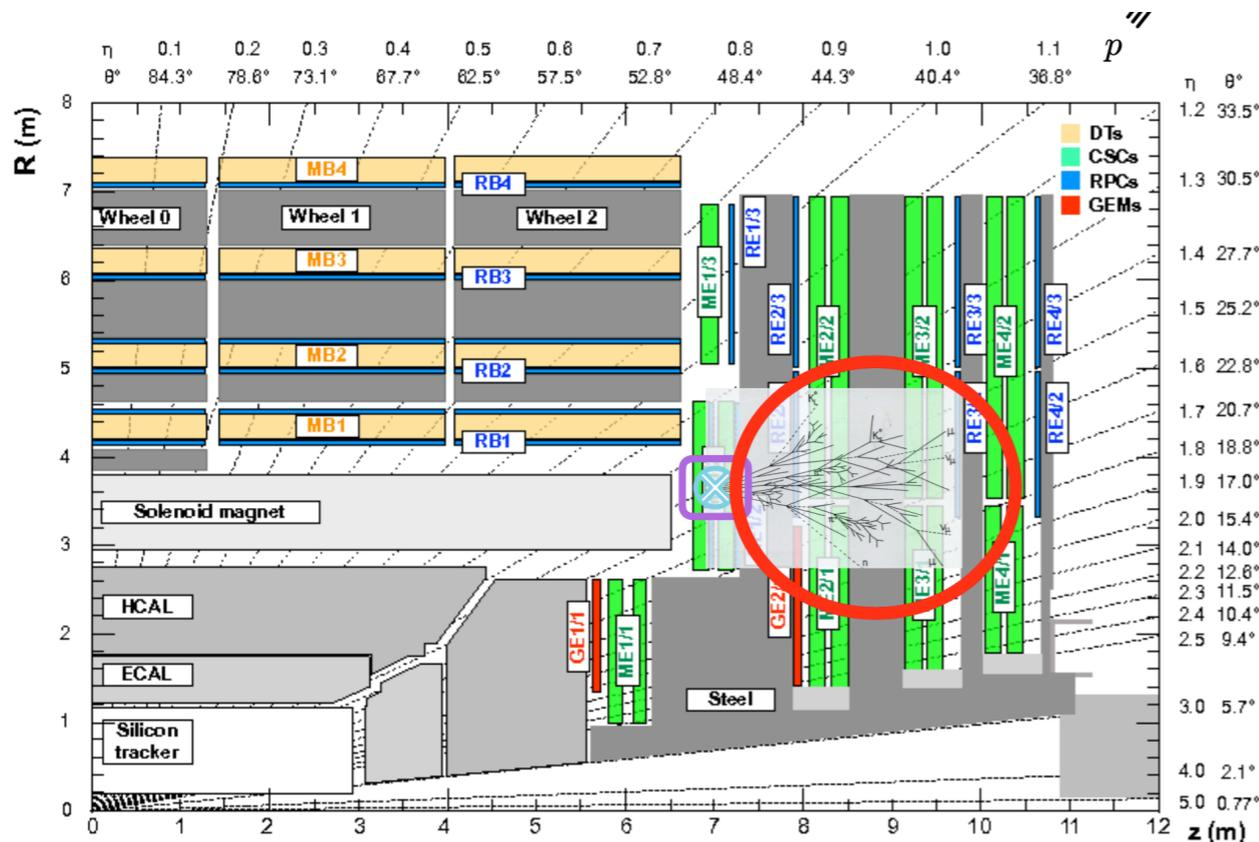 p
η 0.1 0.2 0.3 0.4 0.5 0.6 0.7 0.8 0.9 1.0 1.1
θ° 84.3° 78.6° 73.1° 67.7° 62.5° 57.5° 52.8° 48.4° 44.3° 40.4° 36.8°
η θ°
R (m)
8
7
6
5
4
3
2
1
0
1.2 33.5°
1.3 30.5°
1.4 27.7°
1.5 25.2°
1.6 22.8°
1.7 20.7°
1.8 18.8°
1.9 17.0°
2.0 15.4°
2.1 14.0°
2.2 12.6°
2.3 11.5°
2.4 10.4°
2.5 9.4°
3.0 5.7°
4.0 2.1°
5.0 0.77°
DTs
CSCs
RPCs
GEMs
MB4
RB4
Wheel 0
Wheel 1
Wheel 2
MB3
RB3
MB2
RB2
MB1
RB1
ME1/3
RE1/3
RE2/3
ME2/2
ME3/2
RE3/3
ME4/2
RE4/3
RE4/2
Solenoid magnet
HCAL
ECAL
Silicon
tracker
GE1/1
ME1/1
ME2/1
ME4/1
Steel
n
0 1 2 3 4 5 6 7 8 9 10 11 12
z (m)